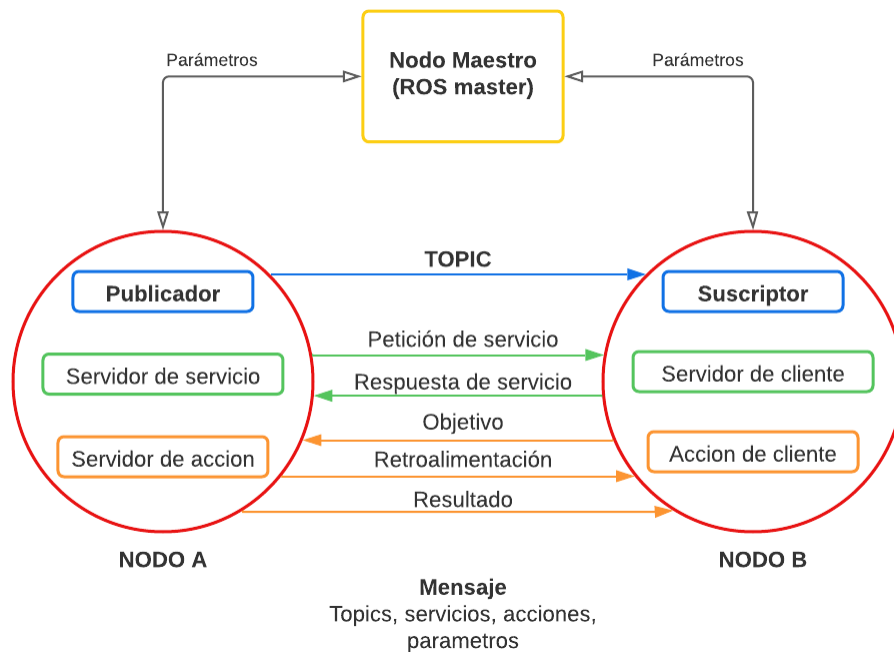 Parámetros
Nodo Maestro
(ROS master)
Parámetros
TOPIC
Publicador
Suscriptor
Petición de servicio
Servidor de servicio
Servidor de cliente
Respuesta de servicio
Objetivo
Servidor de accion
Accion de cliente
Retroalimentación
Resultado
NODO A
NODO B
Mensaje
Topics, servicios, acciones,
parametros